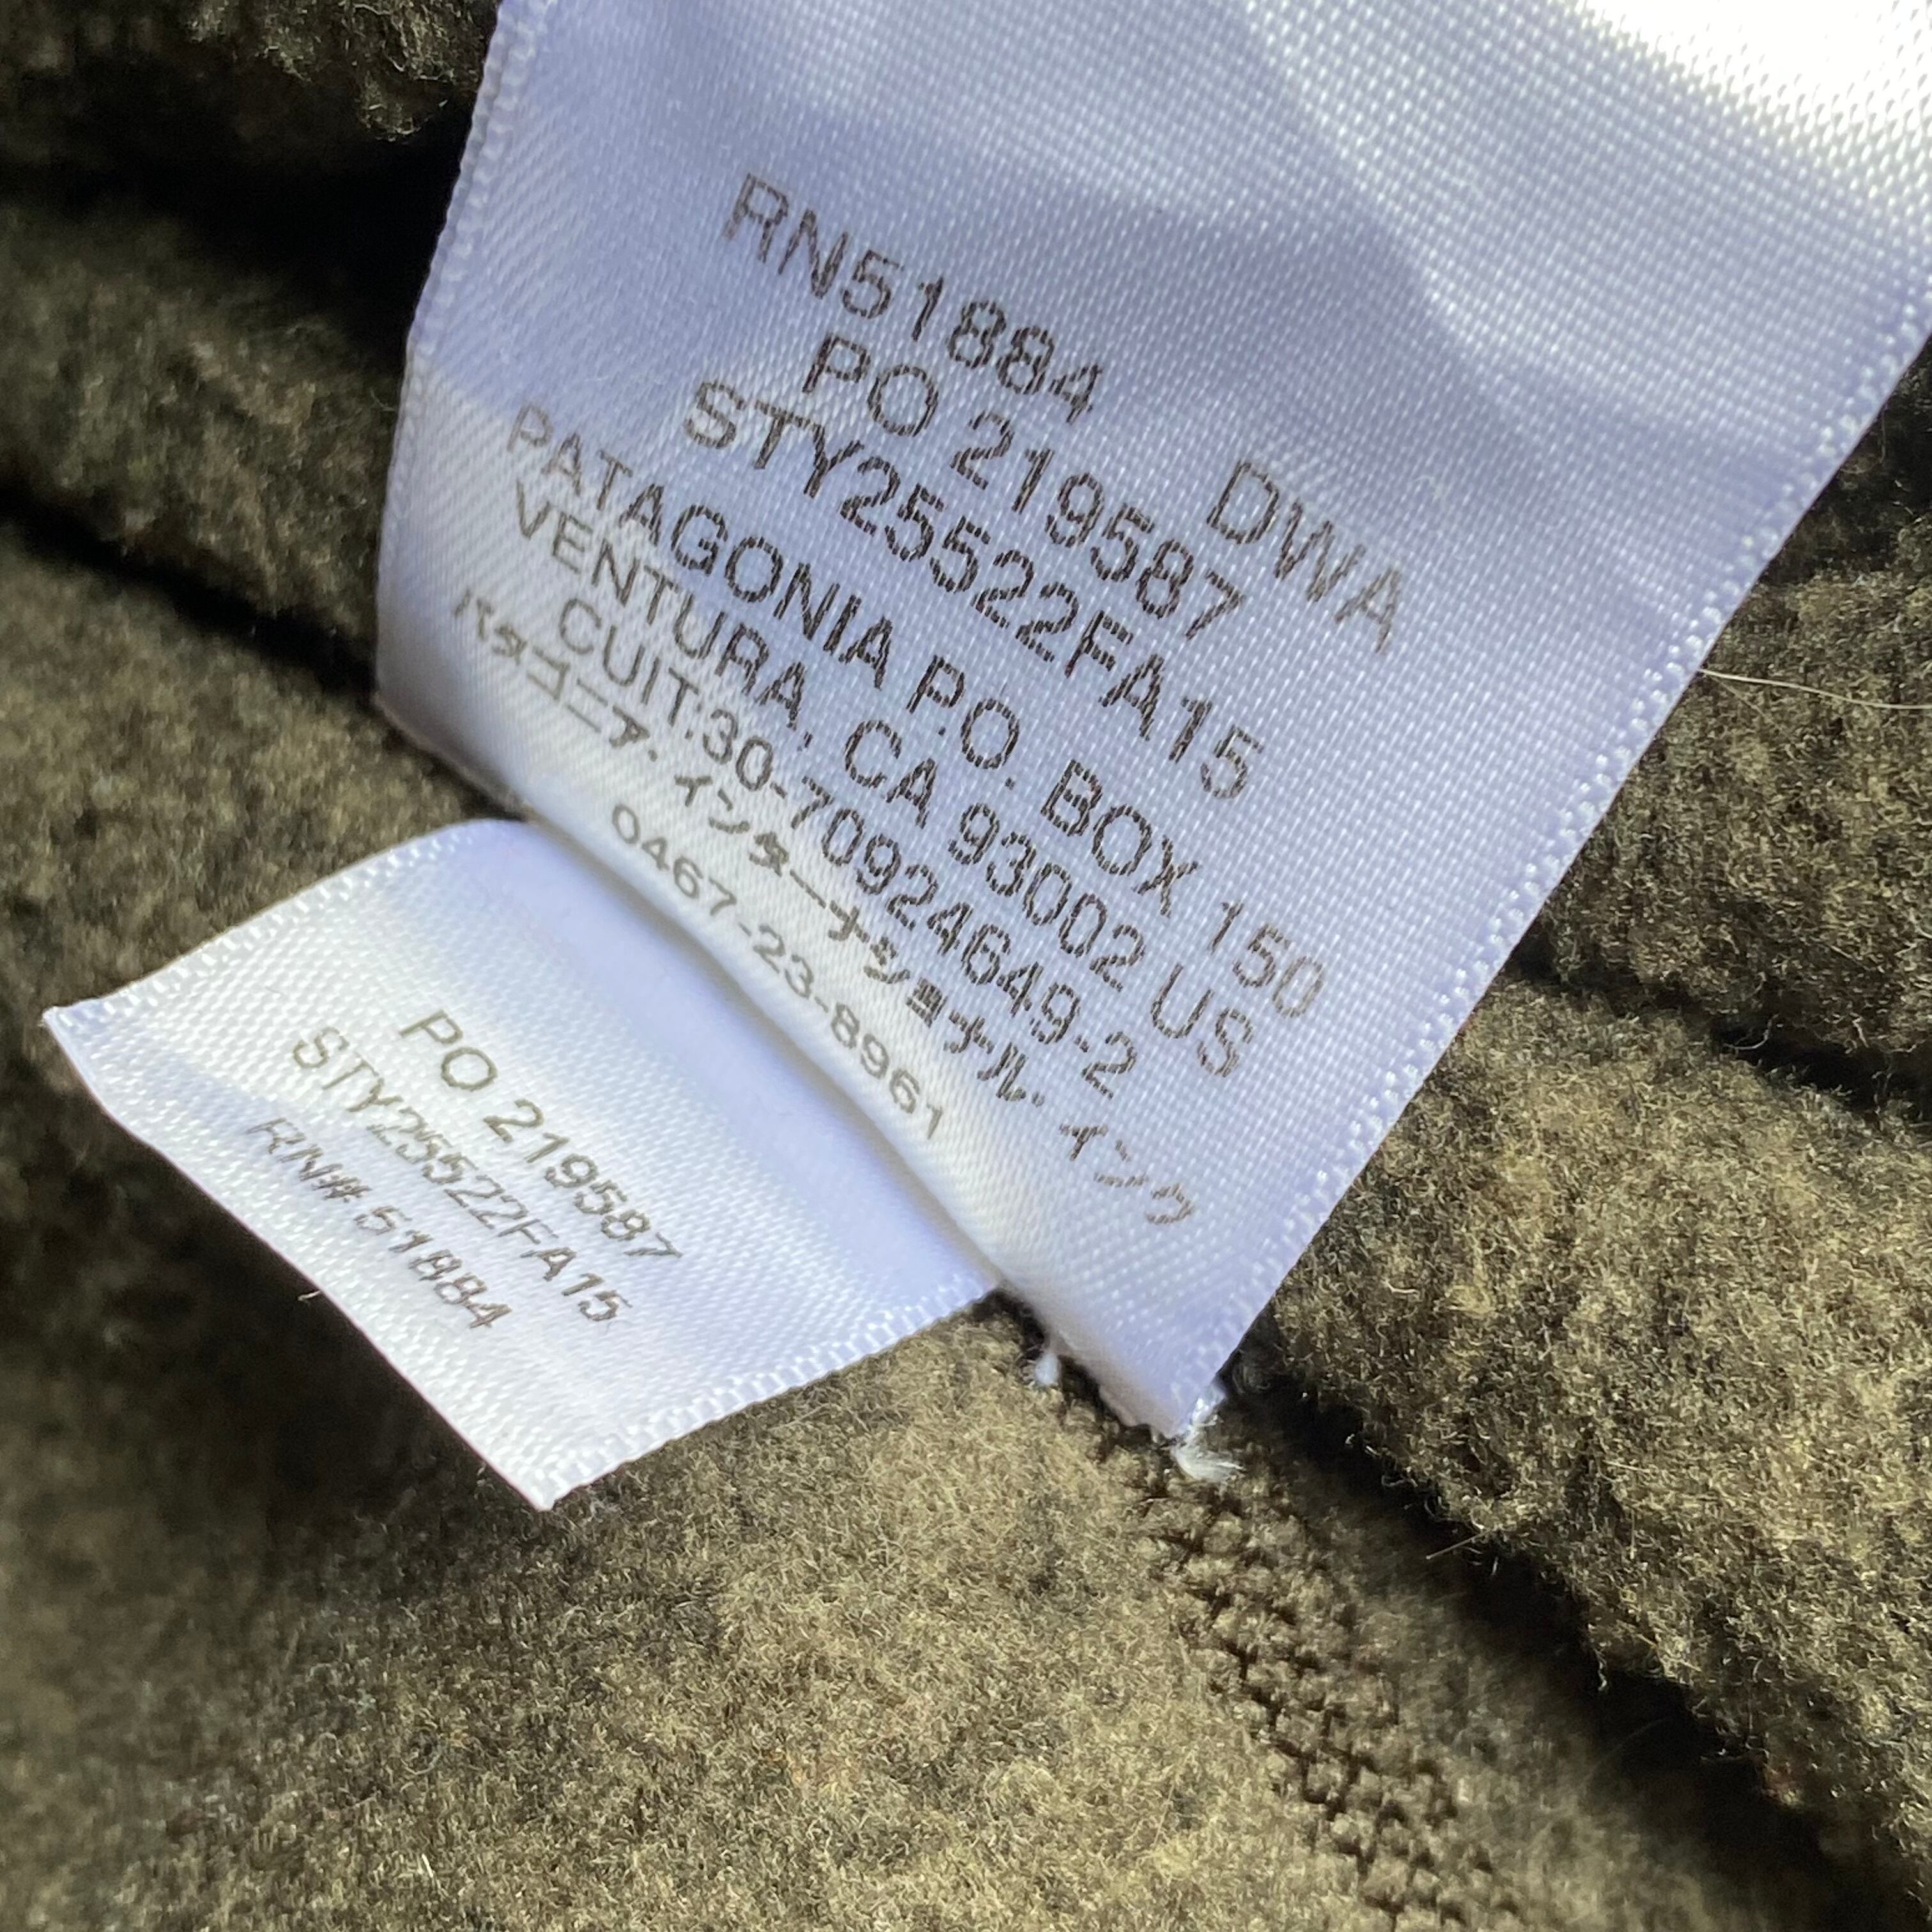 RN51884 DWA
PO 219587
STY25522FA15
PATAGONIA P.O. BOX 150
VENTURA, CA 93002 US
CUIT:30-70924649-2
パタゴニア・インターナショナル・インク
0467-23-8961
PO 219587
STY25522FA15
RN# 51884